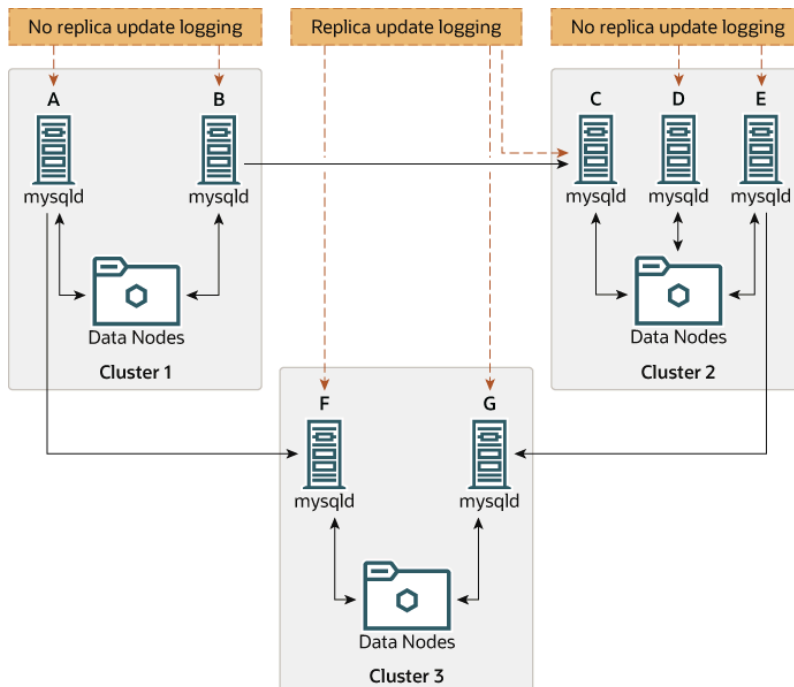 No replica update logging
Replica update logging
No replica update logging
A
B
C
D
E
mysqld
mysqld
mysqld
mysqld
mysqld
Data Nodes
Data Nodes
Cluster 1
Cluster 2
F
G
mysqld
mysqld
Data Nodes
Cluster 3